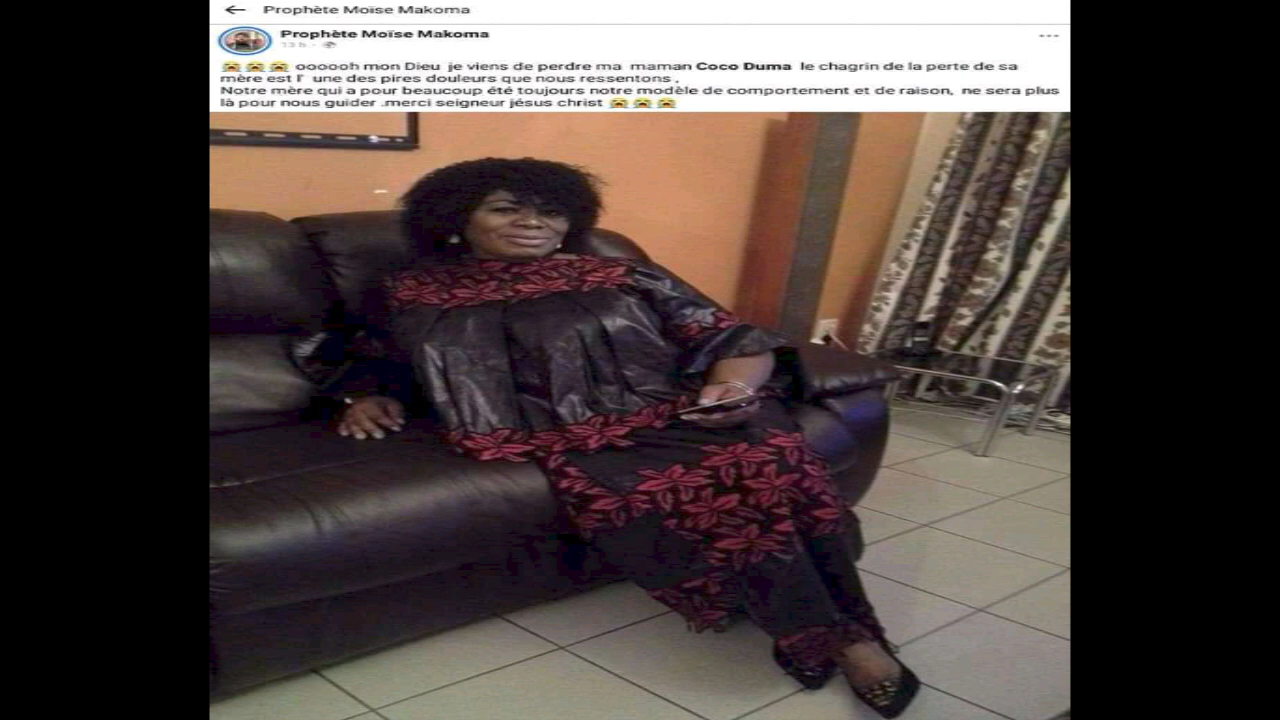 Prophète Moïse Makoma
Prophète Moïse Makoma
13 h ·
😭😭😭 oooooh mon Dieu je viens de perdre ma maman Coco Duma le chagrin de la perte de sa
mère est l' une des pires douleurs que nous ressentons ,
Notre mère qui a pour beaucoup été toujours notre modèle de comportement et de raison, ne sera plus
là pour nous guider .merci seigneur jésus christ 😭😭😭